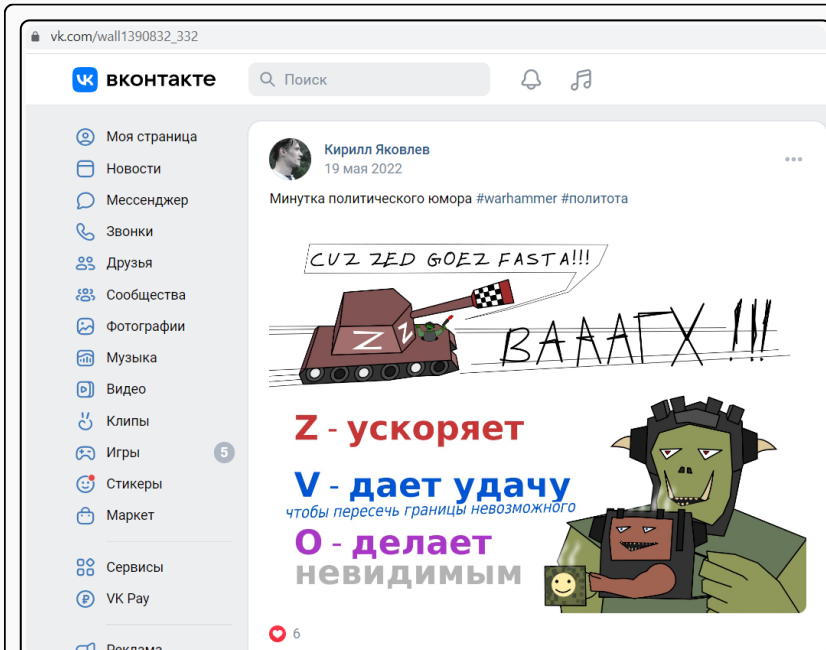 vk.com/wall1390832_332
вконтакте
Поиск
Моя страница
Новости
Мессенджер
Звонки
Друзья
Сообщества
Фотографии
Музыка
Видео
Клипы
Игры
5
Стикеры
Маркет
Сервисы
VK Pay
Реклама
Кирилл Яковлев
19 мая 2022
Минутка политического юмора #warhammer #политота
CUZ ZED GOEZ FASTA!!!
Z
Z
ВАААГХ!!!
Z - ускоряет
V - дает удачу
чтобы пересечь границы невозможного
O - делает
невидимым
6